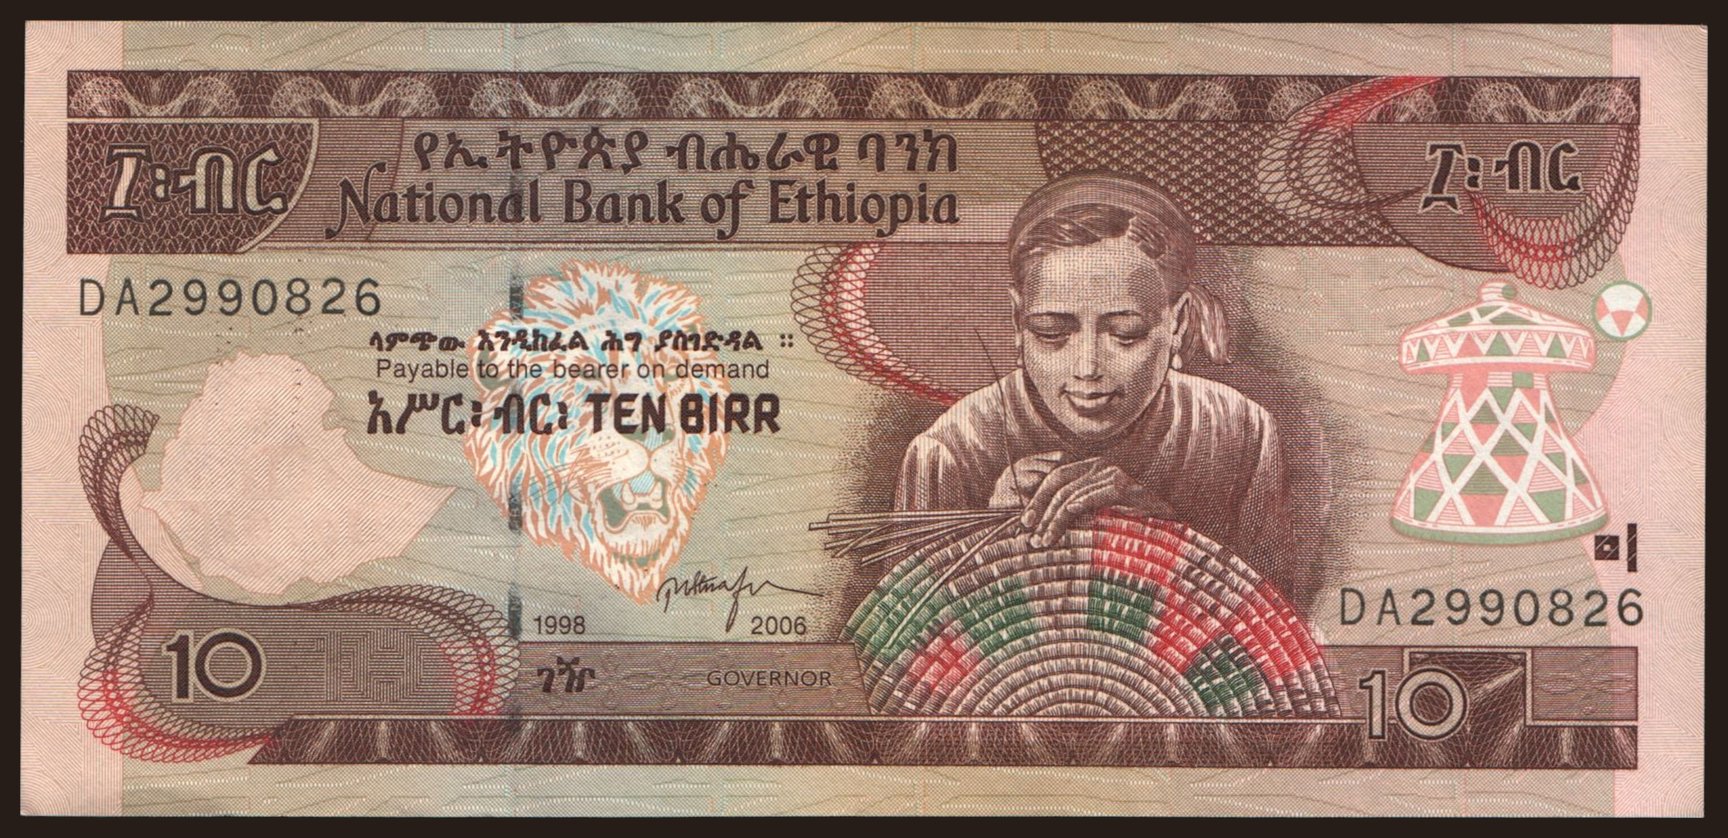 ፲፡ብር
የኢትዮጵያ ብሔራዊ ባንክ
፲፡ብር
National Bank of Ethiopia
DA2990826
ላምጭው እንዲከፈል ሕግ ያስገድዳል ።
Payable to the bearer on demand
አሥር፡ ብር፡ TEN BIRR
DA2990826
1998 2006
ገዥ GOVERNOR
10
10